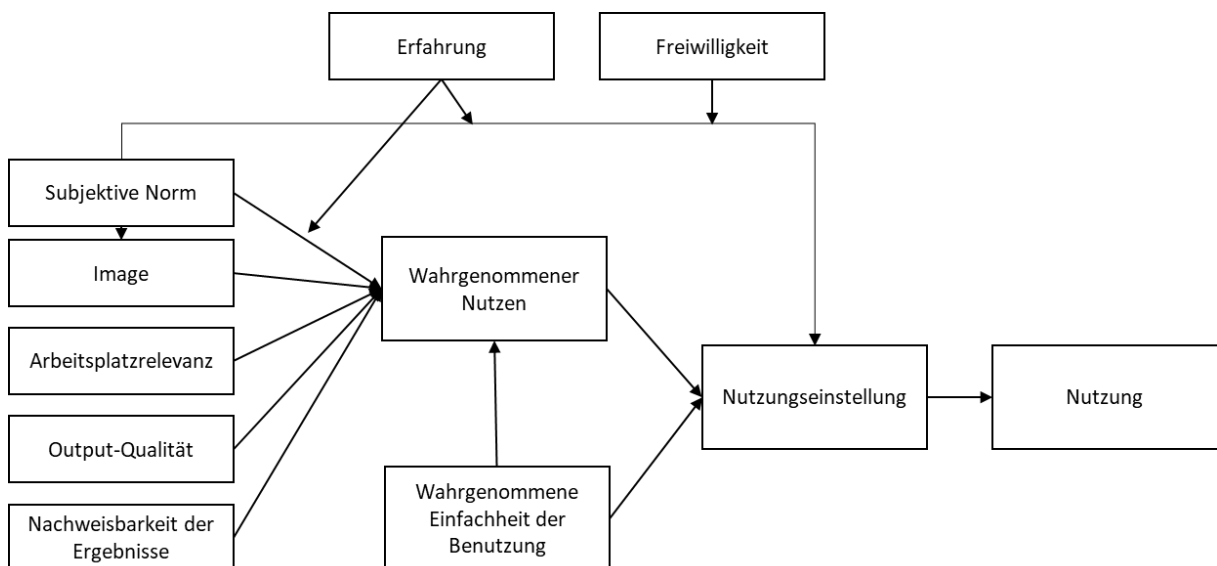 Erfahrung
Freiwilligkeit
Subjektive Norm
Image
Wahrgenommener
Nutzen
Arbeitsplatzrelevanz
Nutzungseinstellung
Nutzung
Output-Qualität
Wahrgenommene
Einfachheit der
Benutzung
Nachweisbarkeit der
Ergebnisse